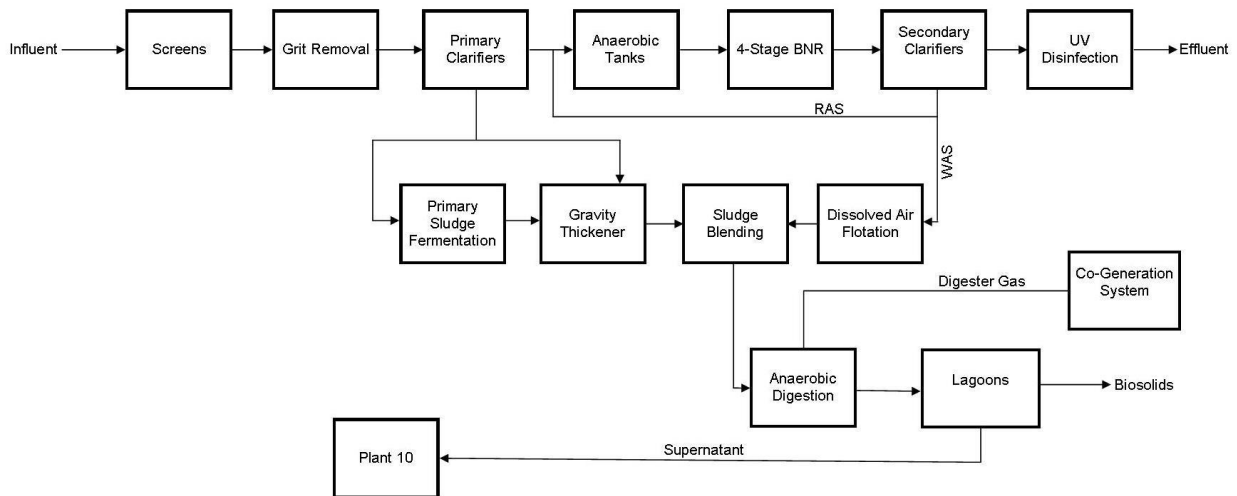 Influent
Screens
Grit Removal
Primary
Clarifiers
Anaerobic
Tanks
4-Stage BNR
Secondary
Clarifiers
UV
Disinfection
Effluent
RAS
WAS
Primary
Sludge
Fermentation
Gravity
Thickener
Sludge
Blending
Dissolved Air
Flotation
Digester Gas
Co-Generation
System
Anaerobic
Digestion
Lagoons
Biosolids
Supernatant
Plant 10